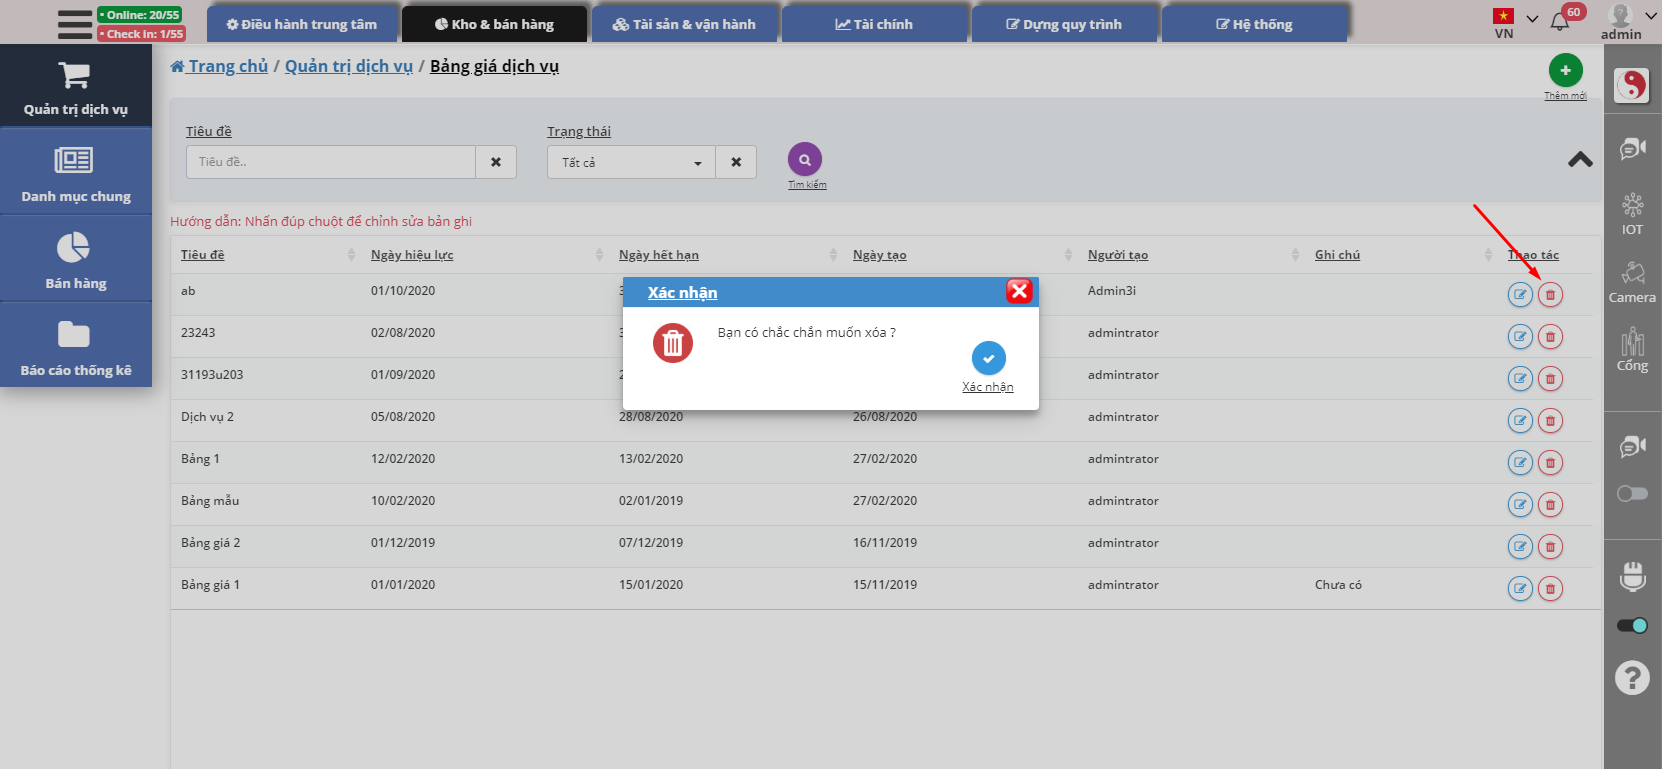 Online: 20/55
Check in: 1/55
Điều hành trung tâm
Kho & bán hàng
Tài sản & vận hành
Tài chính
Dựng quy trình
Hệ thống
VN
60
admin
Quản trị dịch vụ
Danh mục chung
Bán hàng
Báo cáo thống kê
Trang chủ / Quản trị dịch vụ / Bảng giá dịch vụ
Thêm mới
Tiêu đề
Trạng thái
Tiêu đề..
Tất cả
Tìm kiếm
Hướng dẫn: Nhấn đúp chuột để chỉnh sửa bản ghi
Tiêu đề Ngày hiệu lực Ngày hết hạn Ngày tạo Người tạo Ghi chú Thao tác
ab 01/10/2020 3 Admin3i
23243 02/08/2020 3 admintrator
31193u203 01/09/2020 2 admintrator
Dịch vụ 2 05/08/2020 28/08/2020 26/08/2020 admintrator
Bảng 1 12/02/2020 13/02/2020 27/02/2020 admintrator
Bảng mẫu 10/02/2020 02/01/2019 27/02/2020 admintrator
Bảng giá 2 01/12/2019 07/12/2019 16/11/2019 admintrator
Bảng giá 1 01/01/2020 15/01/2020 15/11/2019 admintrator Chưa có
Xác nhận
Bạn có chắc chắn muốn xóa ?
Xác nhận
IOT
Camera
Cổng